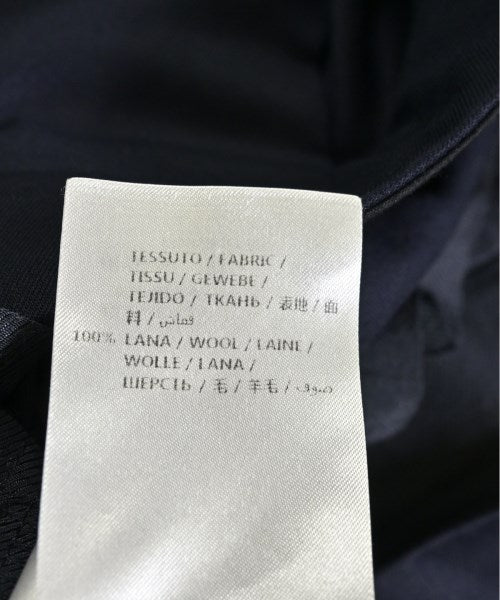 TESSUTO / FABRIC /
TISSU / GEWEBE /
TEJIDO / ТКАНЬ / 表地 / 面
料 / قماش /
100% LANA / WOOL / LAINE /
WOLLE / LANA /
ШЕРСТЬ / 毛 / 羊毛 / صوف /